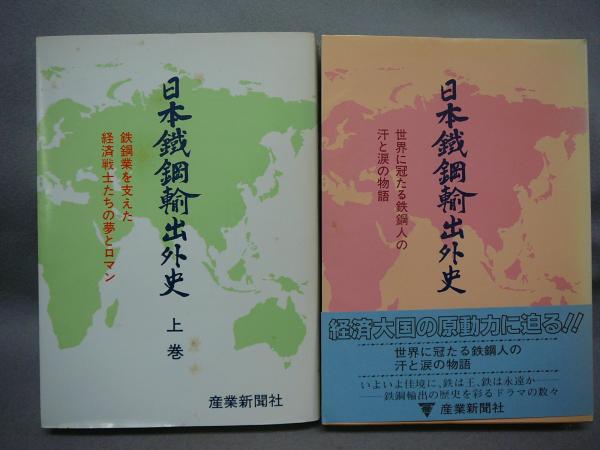 日本鐵鋼輸出外史
鉄鋼業を支えた
経済戦士たちの夢とロマン
上巻
産業新聞社
日本鐵鋼輸出外史
世界に冠たる鉄鋼人の
汗と涙の物語
経済大国の原動力に迫る!!
世界に冠たる鉄鋼人の
汗と涙の物語
いよいよ佳境に、鉄は王、鉄は永遠か――
――鉄鋼輸出の歴史を彩るドラマの数々
産業新聞社